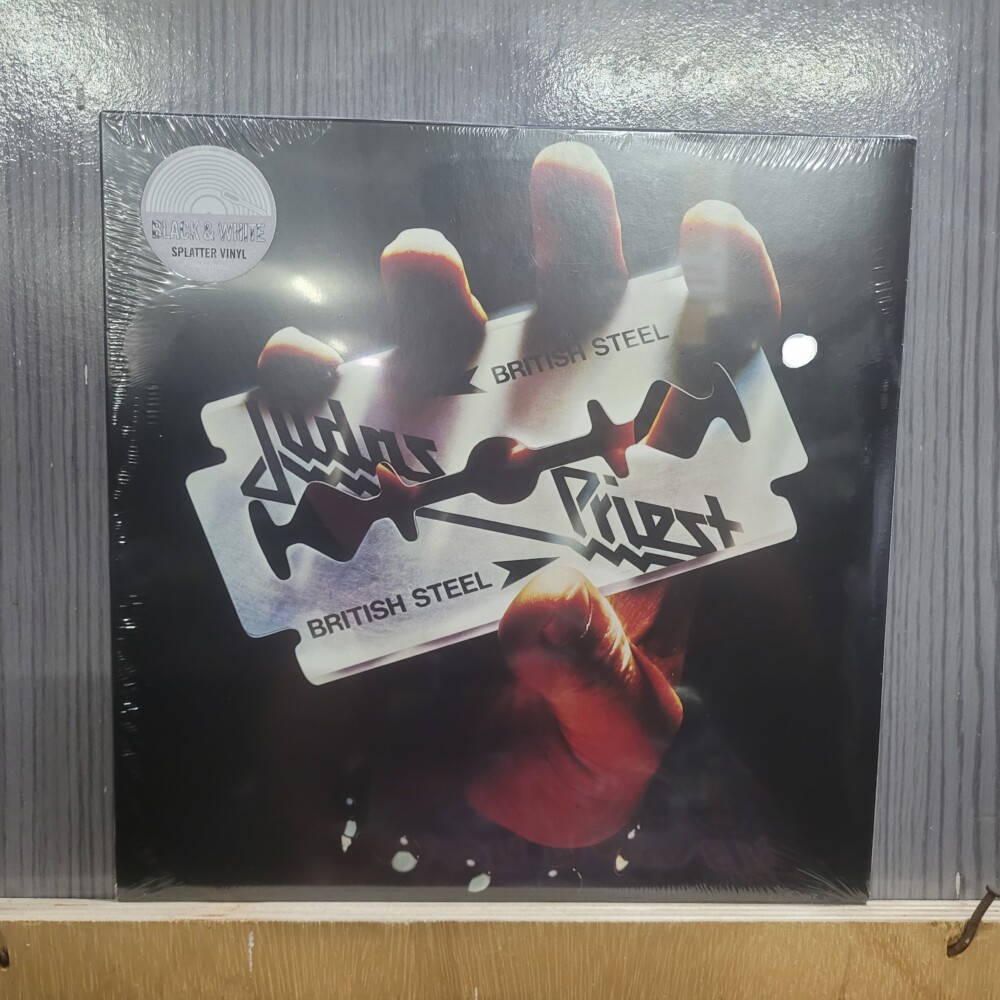 BLACK & WHITE
SPLATTER VINYL
BRITISH STEEL
Judas
Priest
BRITISH STEEL